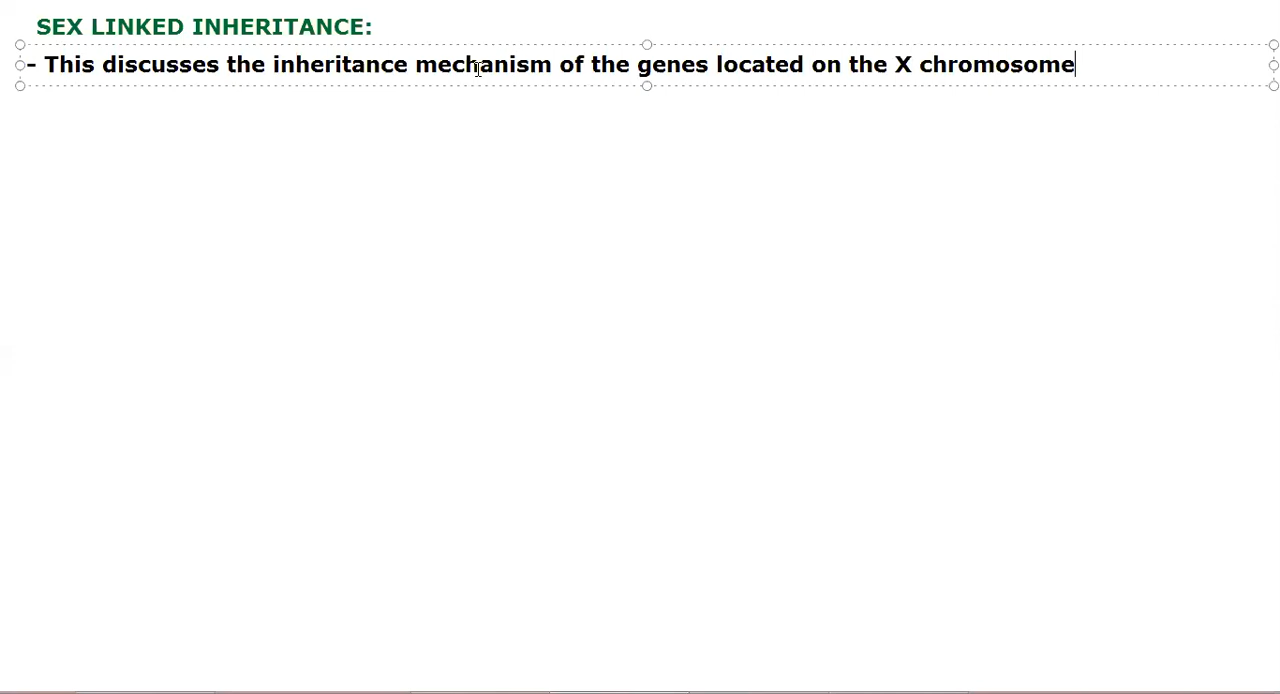 SEX LINKED INHERITANCE:
- This discusses the inheritance mechanism of the genes located on the X chromosome